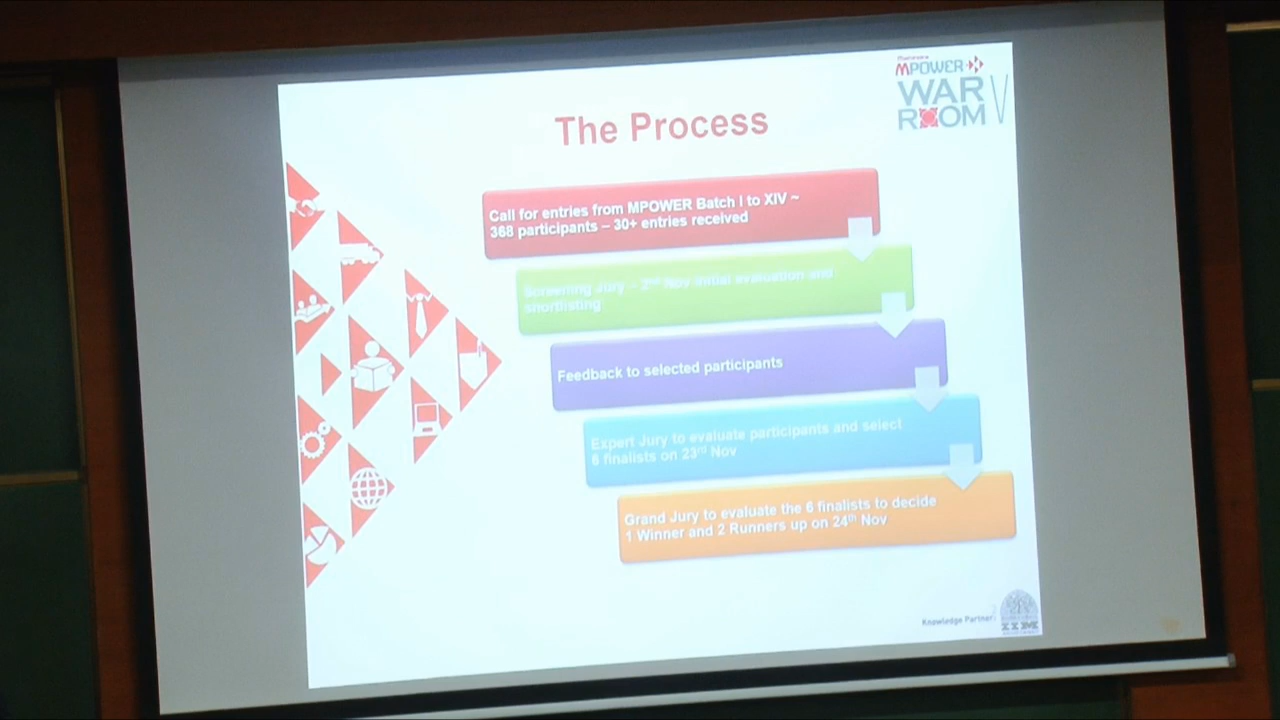 Mahindra
MPOWER
WAR
ROOM V
The Process
Call for entries from MPOWER Batch I to XIV ~
368 participants – 30+ entries received
Screening Jury – 2nd Nov initial evaluation and
shortlisting
Feedback to selected participants
Expert Jury to evaluate participants and select
6 finalists on 23rd Nov
Grand Jury to evaluate the 6 finalists to decide
1 Winner and 2 Runners up on 24th Nov
Knowledge Partner:
IIM